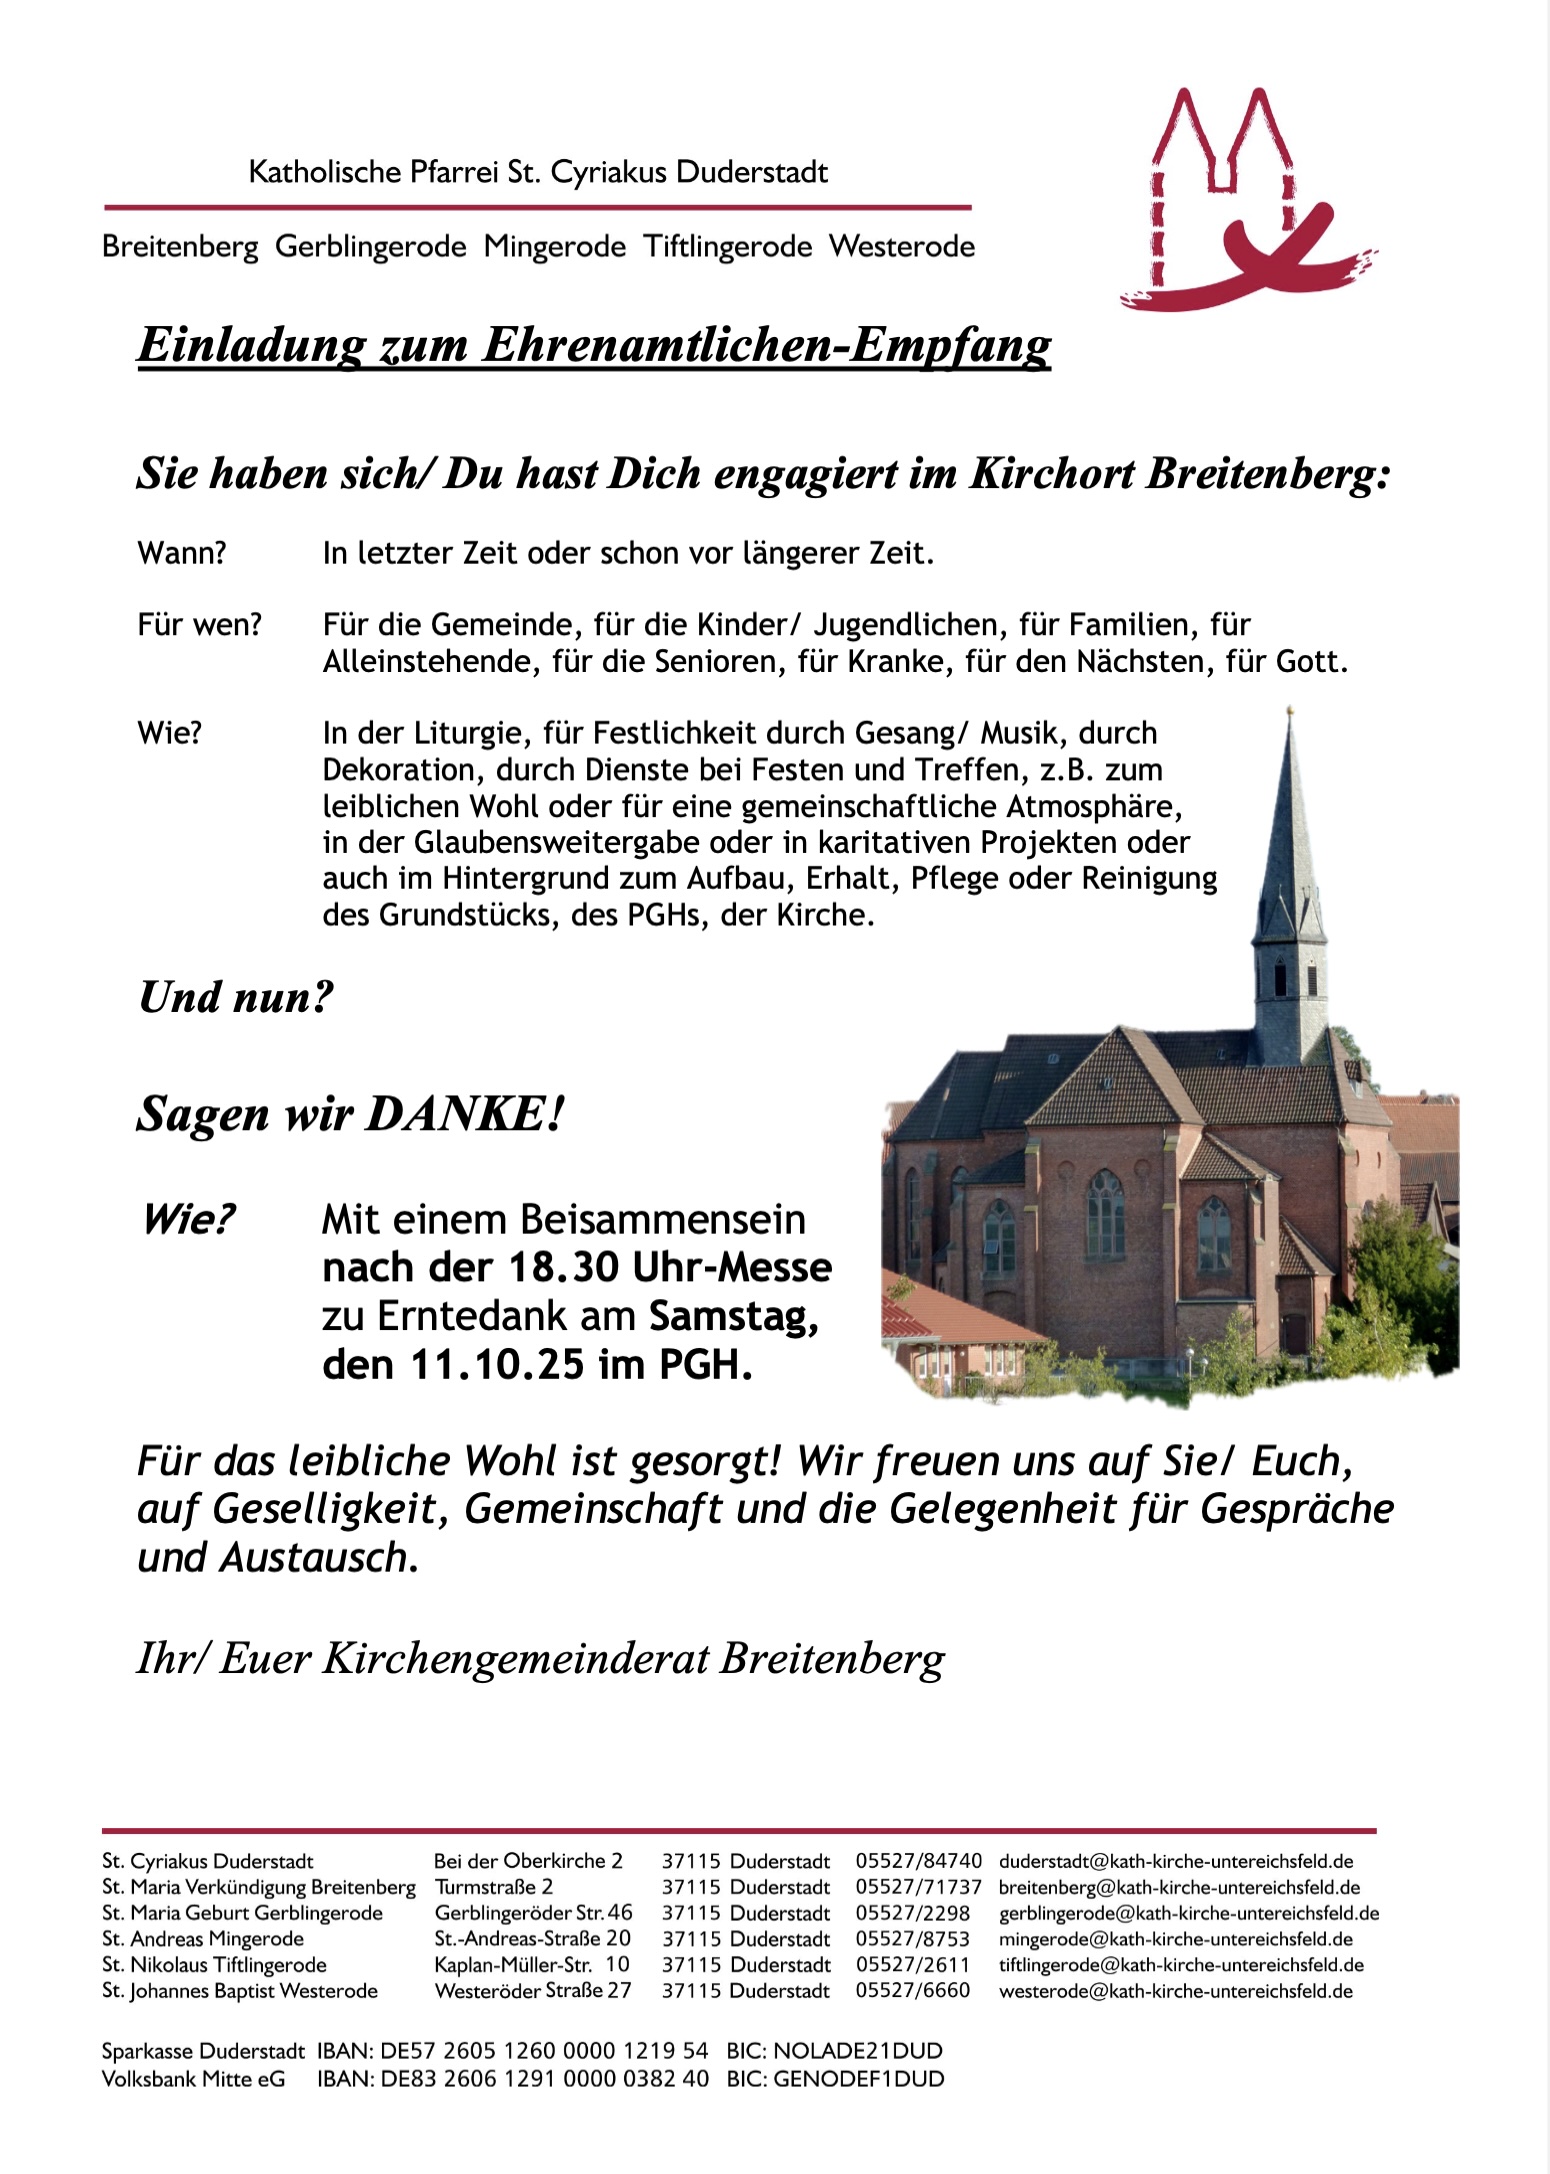 Katholische Pfarrei St. Cyriakus Duderstadt
Breitenberg Gerblingerode Mingerode Tiftlingerode Westerode
Einladung zum Ehrenamtlichen-Empfang
Sie haben sich/ Du hast Dich engagiert im Kirchort Breitenberg:
Wann? In letzter Zeit oder schon vor längerer Zeit.
Für wen? Für die Gemeinde, für die Kinder/ Jugendlichen, für Familien, für
Alleinstehende, für die Senioren, für Kranke, für den Nächsten, für Gott.
Wie? In der Liturgie, für Festlichkeit durch Gesang/ Musik, durch
Dekoration, durch Dienste bei Festen und Treffen, z.B. zum
leiblichen Wohl oder für eine gemeinschaftliche Atmosphäre,
in der Glaubensweitergabe oder in karitativen Projekten oder
auch im Hintergrund zum Aufbau, Erhalt, Pflege oder Reinigung
des Grundstücks, des PGHs, der Kirche.
Und nun?
Sagen wir DANKE!
Wie? Mit einem Beisammensein
nach der 18.30 Uhr-Messe
zu Erntedank am Samstag,
den 11.10.25 im PGH.
Für das leibliche Wohl ist gesorgt! Wir freuen uns auf Sie/ Euch,
auf Geselligkeit, Gemeinschaft und die Gelegenheit für Gespräche
und Austausch.
Ihr/ Euer Kirchengemeinderat Breitenberg
St. Cyriakus Duderstadt Bei der Oberkirche 2 37115 Duderstadt 05527/84740 duderstadt@kath-kirche-untereichsfeld.de
St. Maria Verkündigung Breitenberg Turmstraße 2 37115 Duderstadt 05527/71737 breitenberg@kath-kirche-untereichsfeld.de
St. Maria Geburt Gerblingerode Gerblingeröder Str. 46 37115 Duderstadt 05527/2298 gerblingerode@kath-kirche-untereichsfeld.de
St. Andreas Mingerode St.-Andreas-Straße 20 37115 Duderstadt 05527/8753 mingerode@kath-kirche-untereichsfeld.de
St. Nikolaus Tiftlingerode Kaplan-Müller-Str. 10 37115 Duderstadt 05527/2611 tiftlingerode@kath-kirche-untereichsfeld.de
St. Johannes Baptist Westerode Westeröder Straße 27 37115 Duderstadt 05527/6660 westerode@kath-kirche-untereichsfeld.de
Sparkasse Duderstadt IBAN: DE57 2605 1260 0000 1219 54 BIC: NOLADE21DUD
Volksbank Mitte eG IBAN: DE83 2606 1291 0000 0382 40 BIC: GENODEF1DUD